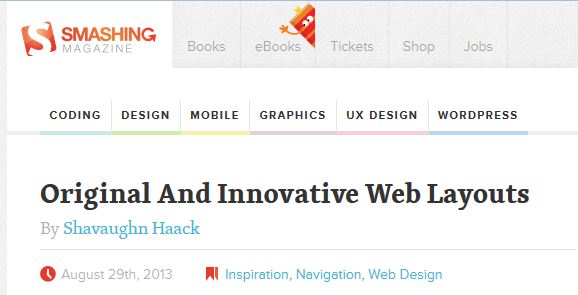 SMASHING
MAGAZINE
Books eBooks Tickets Shop Jobs
CODING DESIGN MOBILE GRAPHICS UX DESIGN WORDPRESS
Original And Innovative Web Layouts
By Shavaughn Haack
August 29th, 2013 Inspiration, Navigation, Web Design